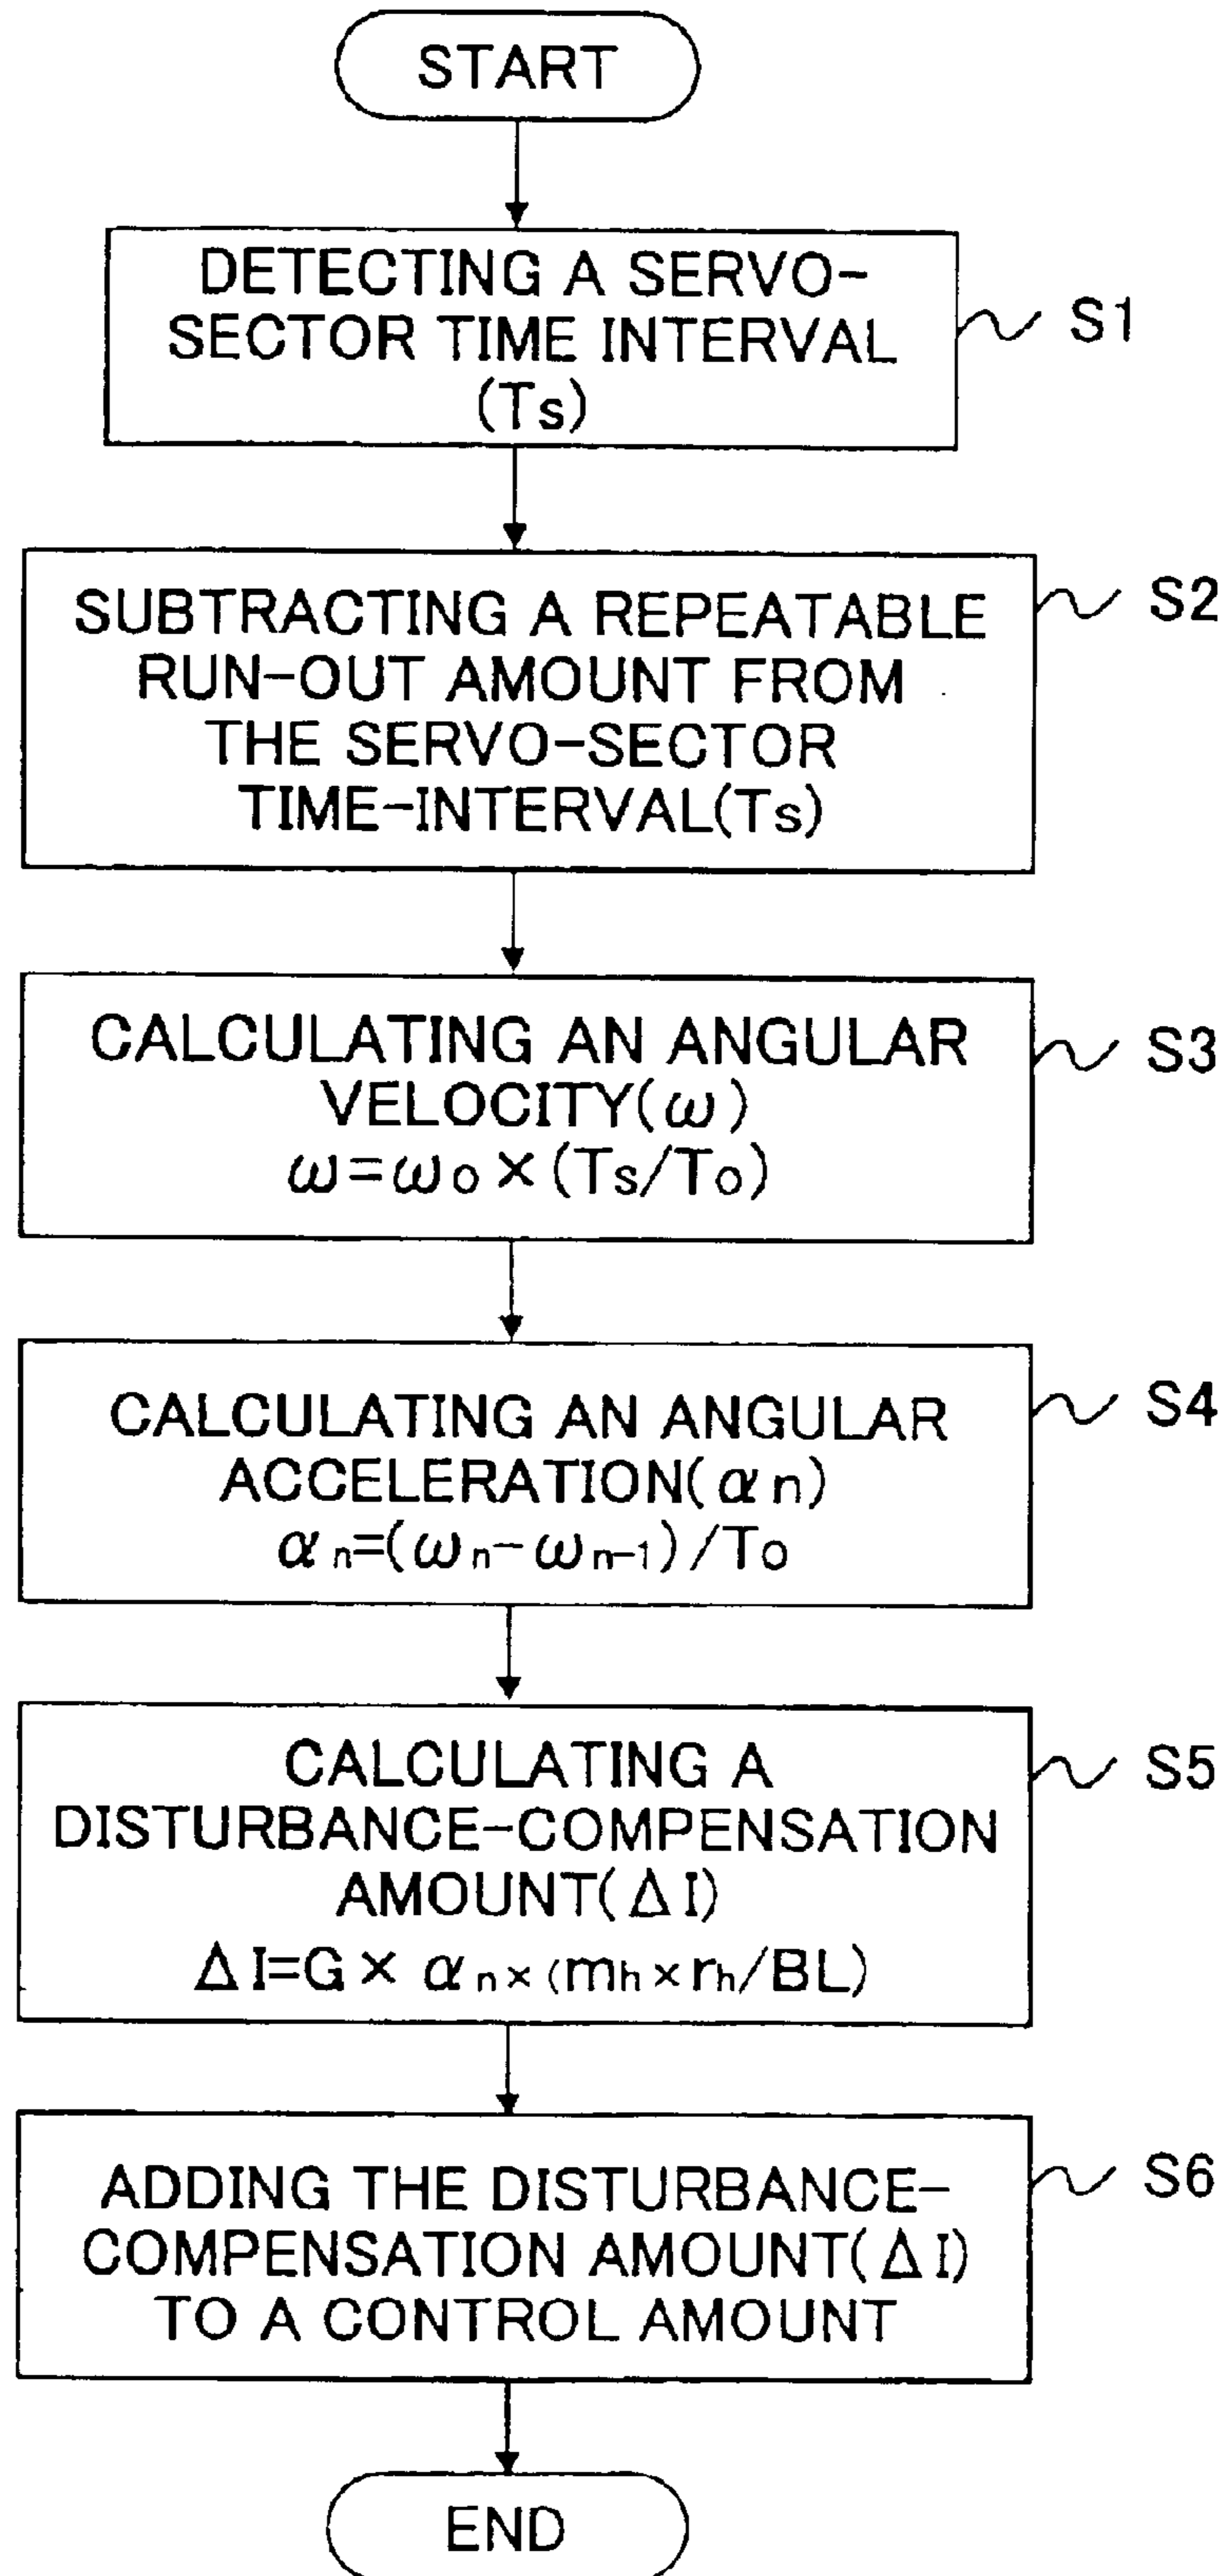 START
DETECTING A SERVO-
SECTOR TIME INTERVAL
(Ts)
S1
SUBTRACTING A REPEATABLE
RUN-OUT AMOUNT FROM
THE SERVO-SECTOR
TIME-INTERVAL(Ts)
S2
CALCULATING AN ANGULAR
VELOCITY(ω)
ω=ωo×(Ts/To)
S3
CALCULATING AN ANGULAR
ACCELERATION(αn)
αn=(ωn-ωn-1)/To
S4
CALCULATING A
DISTURBANCE-COMPENSATION
AMOUNT(ΔI)
ΔI=G×αn×(mh×rh/BL)
S5
ADDING THE DISTURBANCE-
COMPENSATION AMOUNT(ΔI)
TO A CONTROL AMOUNT
S6
END